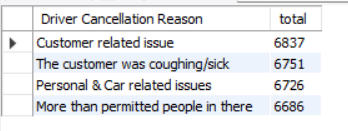 Driver Cancellation Reason total
Customer related issue 6837
The customer was coughing/sick 6751
Personal & Car related issues 6726
More than permitted people in there 6686